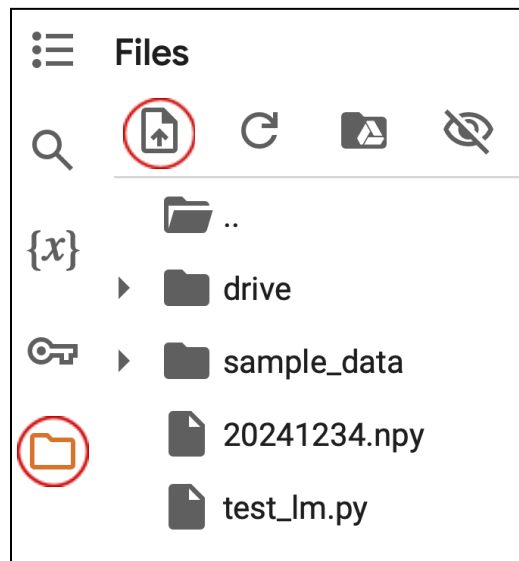 Files
{x}
..
drive
sample_data
20241234.npy
test_lm.py